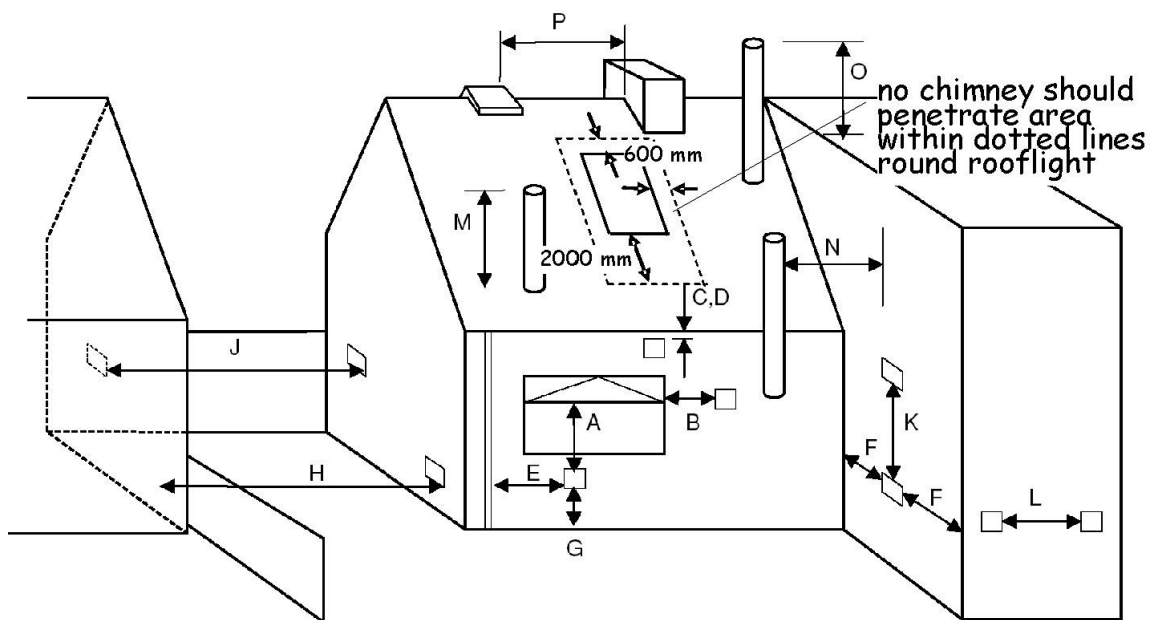 P
O
no chimney should
penetrate area
within dotted lines
round rooflight
600 mm
M
N
2000 mm
C,D
J
A
B
K
F
E
H
F
L
G